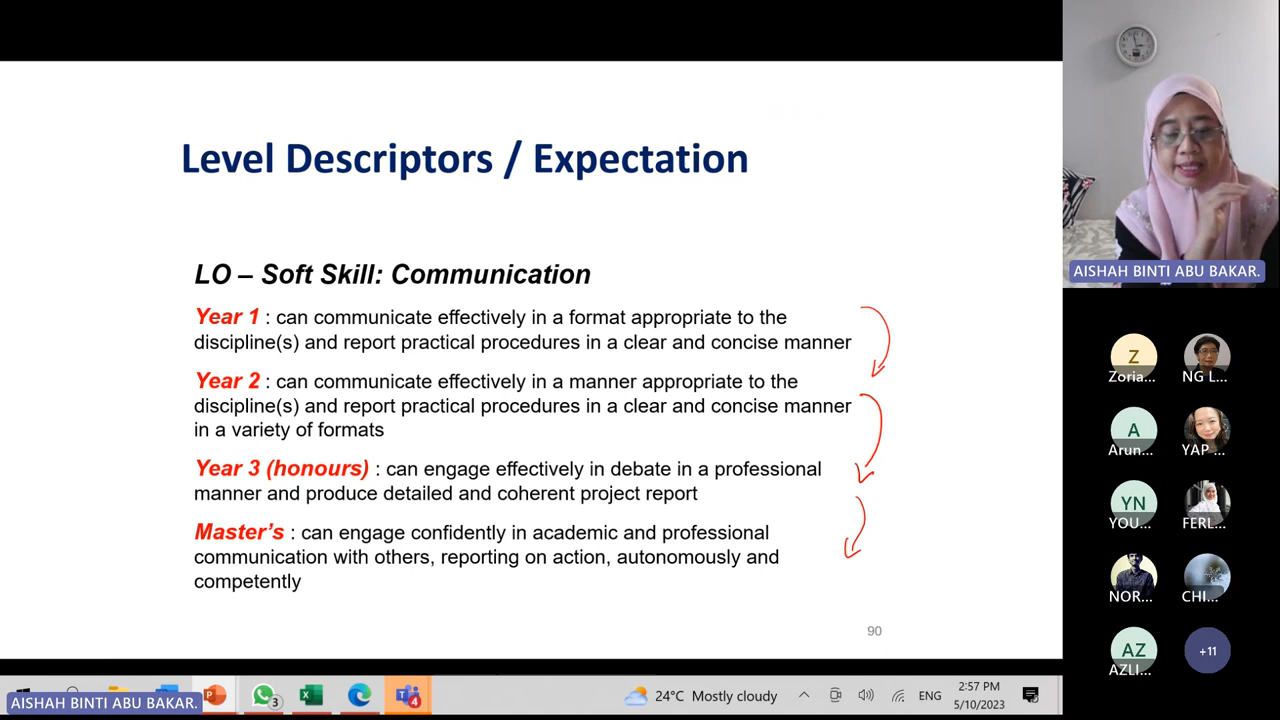 Level Descriptors / Expectation
LO – Soft Skill: Communication
Year 1 : can communicate effectively in a format appropriate to the
discipline(s) and report practical procedures in a clear and concise manner
Year 2 : can communicate effectively in a manner appropriate to the
discipline(s) and report practical procedures in a clear and concise manner
in a variety of formats
Year 3 (honours) : can engage effectively in debate in a professional
manner and produce detailed and coherent project report
Master's : can engage confidently in academic and professional
communication with others, reporting on action, autonomously and
competently
90
AISHAH BINTI ABU BAKAR.
Z
Zoria...
NG L...
A
Arun...
YAP ...
YN
YOU...
FERL...
NOR...
CHI...
AZ
AZLI...
+11
AISHAH BINTI ABU BAKAR.
3
4
24°C Mostly cloudy
ENG
2:57 PM
5/10/2023